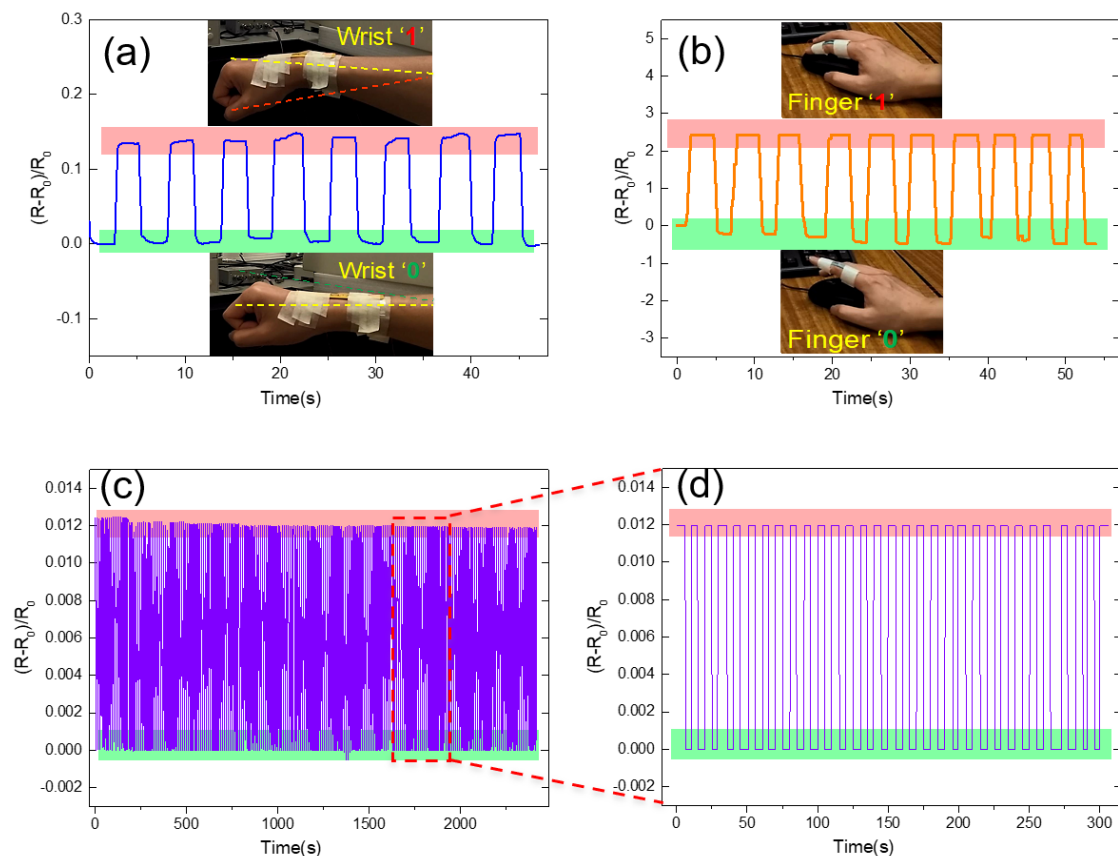 (a)
Wrist ‘1’
Wrist ‘0’
0.3
0.2
0.1
0.0
-0.1
(R-R₀)/R₀
0 10 20 30 40
Time(s)
(b)
Finger ‘1’
Finger ‘0’
5
4
3
2
1
0
-1
-2
-3
(R-R₀)/R₀
0 10 20 30 40 50
Time(s)
(c)
0.014
0.012
0.010
0.008
0.006
0.004
0.002
0.000
-0.002
(R-R₀)/R₀
0 500 1000 1500 2000
Time(s)
(d)
0.014
0.012
0.010
0.008
0.006
0.004
0.002
0.000
-0.002
(R-R₀)/R₀
0 50 100 150 200 250 300
Time(s)